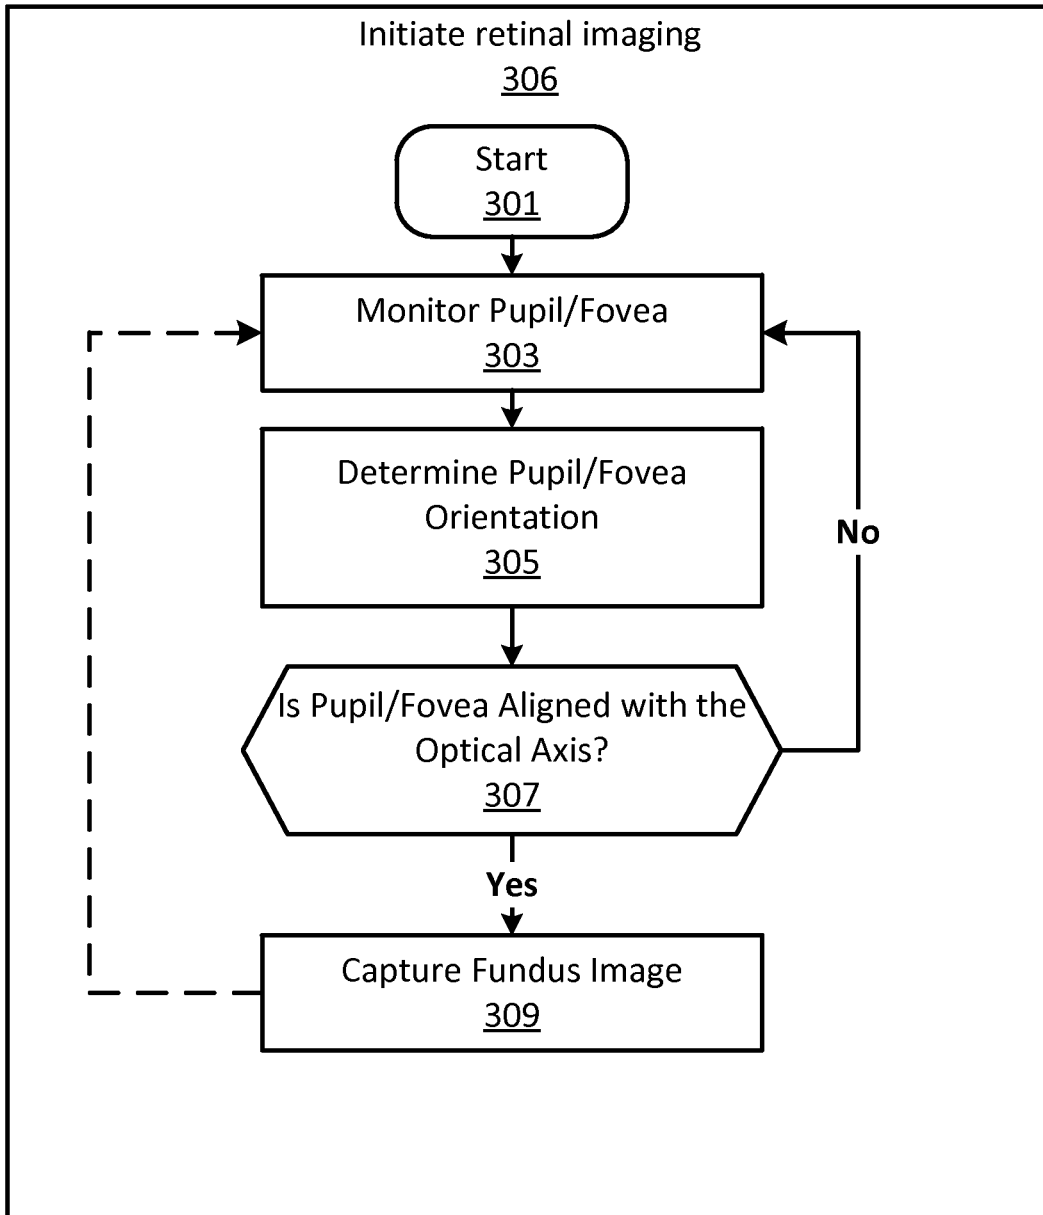 Initiate retinal imaging
306
Start
301
Monitor Pupil/Fovea
303
Determine Pupil/Fovea
Orientation
305
No
Is Pupil/Fovea Aligned with the
Optical Axis?
307
Yes
Capture Fundus Image
309